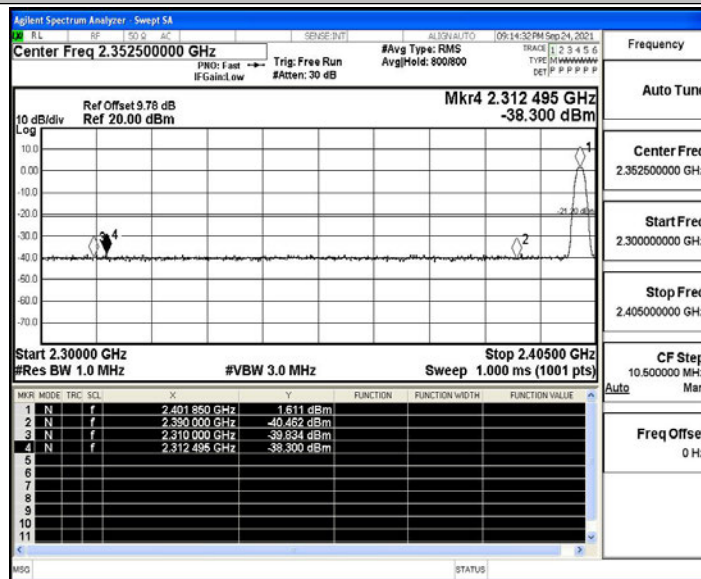 Agilent Spectrum Analyzer - Swept SA
RL RF 50 Ω AC SENSE:INT ALIGN AUTO 09:14:32 PM Sep 24, 2021
Center Freq 2.352500000 GHz
PNO: Fast
IFGain:Low
Trig: Free Run
#Atten: 30 dB
#Avg Type: RMS
Avg|Hold: 800/800
TRACE 1 2 3 4 5 6
TYPE M W W W W W
DET P P P P P P
Mkr4 2.312 495 GHz
-38.300 dBm
Ref Offset 9.78 dB
Ref 20.00 dBm
10 dB/div
Log
10.0
0.00
-10.0
-20.0
-30.0
-40.0
-50.0
-60.0
-70.0
1
2
3
4
-21.20 dBm
Start 2.30000 GHz Stop 2.40500 GHz
#Res BW 1.0 MHz #VBW 3.0 MHz Sweep 1.000 ms (1001 pts)
MKR MODE TRC SCL X Y FUNCTION FUNCTION WIDTH FUNCTION VALUE
1 N f 2.401 850 GHz 1.611 dBm
2 N f 2.390 000 GHz -40.462 dBm
3 N f 2.310 000 GHz -39.834 dBm
4 N f 2.312 495 GHz -38.300 dBm
5
6
7
8
9
10
11
MSG STATUS
Frequency
Auto Tune
Center Freq
2.352500000 GHz
Start Freq
2.300000000 GHz
Stop Freq
2.405000000 GHz
CF Step
10.500000 MHz
Auto Man
Freq Offset
0 Hz